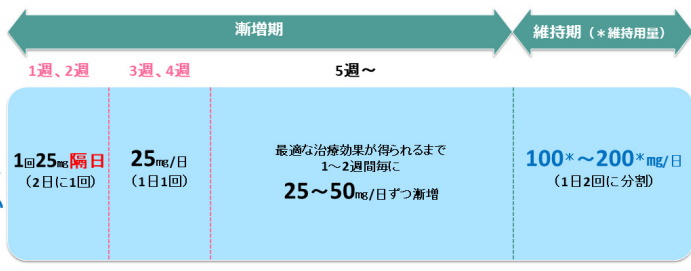 漸増期
維持期（＊維持用量）
1週、2週
3週、4週
5週～
1回25㎎隔日
（2日に1回）
25㎎/日
（1日1回）
最適な治療効果が得られるまで
1～2週間毎に
25～50㎎/日ずつ漸増
100＊～200＊㎎/日
（1日2回に分割）